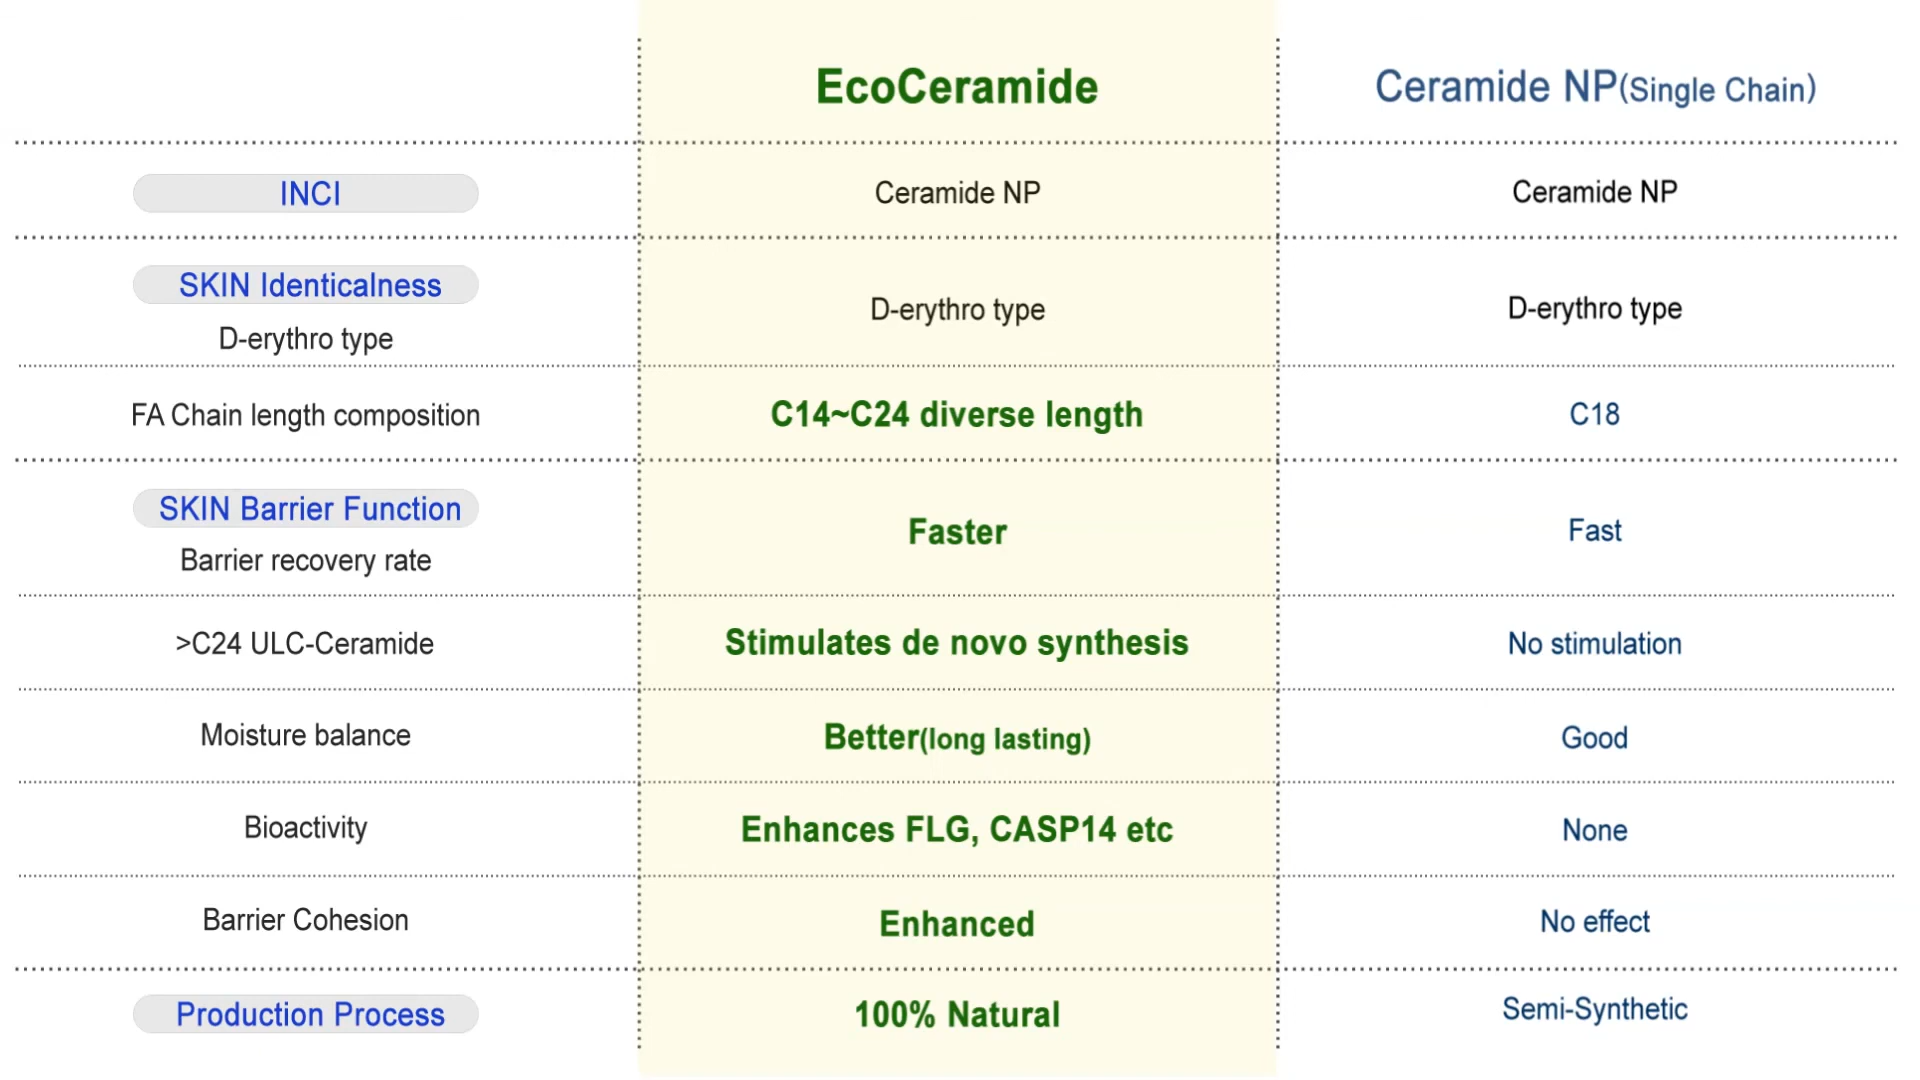 EcoCeramide
Ceramide NP(Single Chain)
INCI
Ceramide NP
Ceramide NP
SKIN Identicalness
D-erythro type
D-erythro type
D-erythro type
FA Chain length composition
C14~C24 diverse length
C18
SKIN Barrier Function
Barrier recovery rate
Faster
Fast
>C24 ULC-Ceramide
Stimulates de novo synthesis
No stimulation
Moisture balance
Better(long lasting)
Good
Bioactivity
Enhances FLG, CASP14 etc
None
Barrier Cohesion
Enhanced
No effect
Production Process
100% Natural
Semi-Synthetic